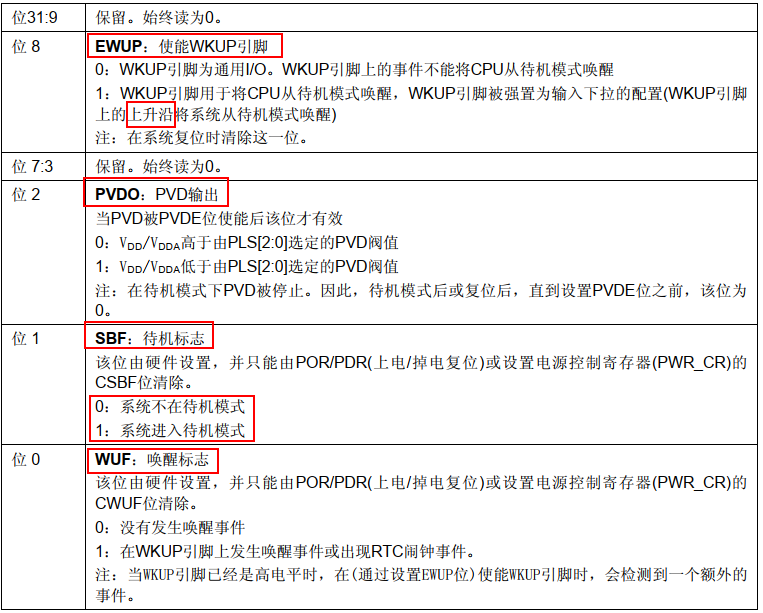 位31:9 保留。始终读为0。
位 8 EWUP：使能WKUP引脚
0：WKUP引脚为通用I/O。WKUP引脚上的事件不能将CPU从待机模式唤醒
1：WKUP引脚用于将CPU从待机模式唤醒，WKUP引脚被强置为输入下拉的配置(WKUP引脚
上的上升沿将系统从待机模式唤醒)
注：在系统复位时清除这一位。
位 7:3 保留。始终读为0。
位 2 PVDO：PVD输出
当PVD被PVDE位使能后该位才有效
0：VDD/VDDA高于由PLS[2:0]选定的PVD阀值
1：VDD/VDDA低于由PLS[2:0]选定的PVD阀值
注：在待机模式下PVD被停止。因此，待机模式后或复位后，直到设置PVDE位之前，该位为
0。
位 1 SBF：待机标志
该位由硬件设置，并只能由POR/PDR(上电/掉电复位)或设置电源控制寄存器(PWR_CR)的
CSBF位清除。
0：系统不在待机模式
1：系统进入待机模式
位 0 WUF：唤醒标志
该位由硬件设置，并只能由POR/PDR(上电/掉电复位)或设置电源控制寄存器(PWR_CR)的
CWUF位清除。
0：没有发生唤醒事件
1：在WKUP引脚上发生唤醒事件或出现RTC闹钟事件。
注：当WKUP引脚已经是高电平时，在(通过设置EWUP位)使能WKUP引脚时，会检测到一个额外的
事件。